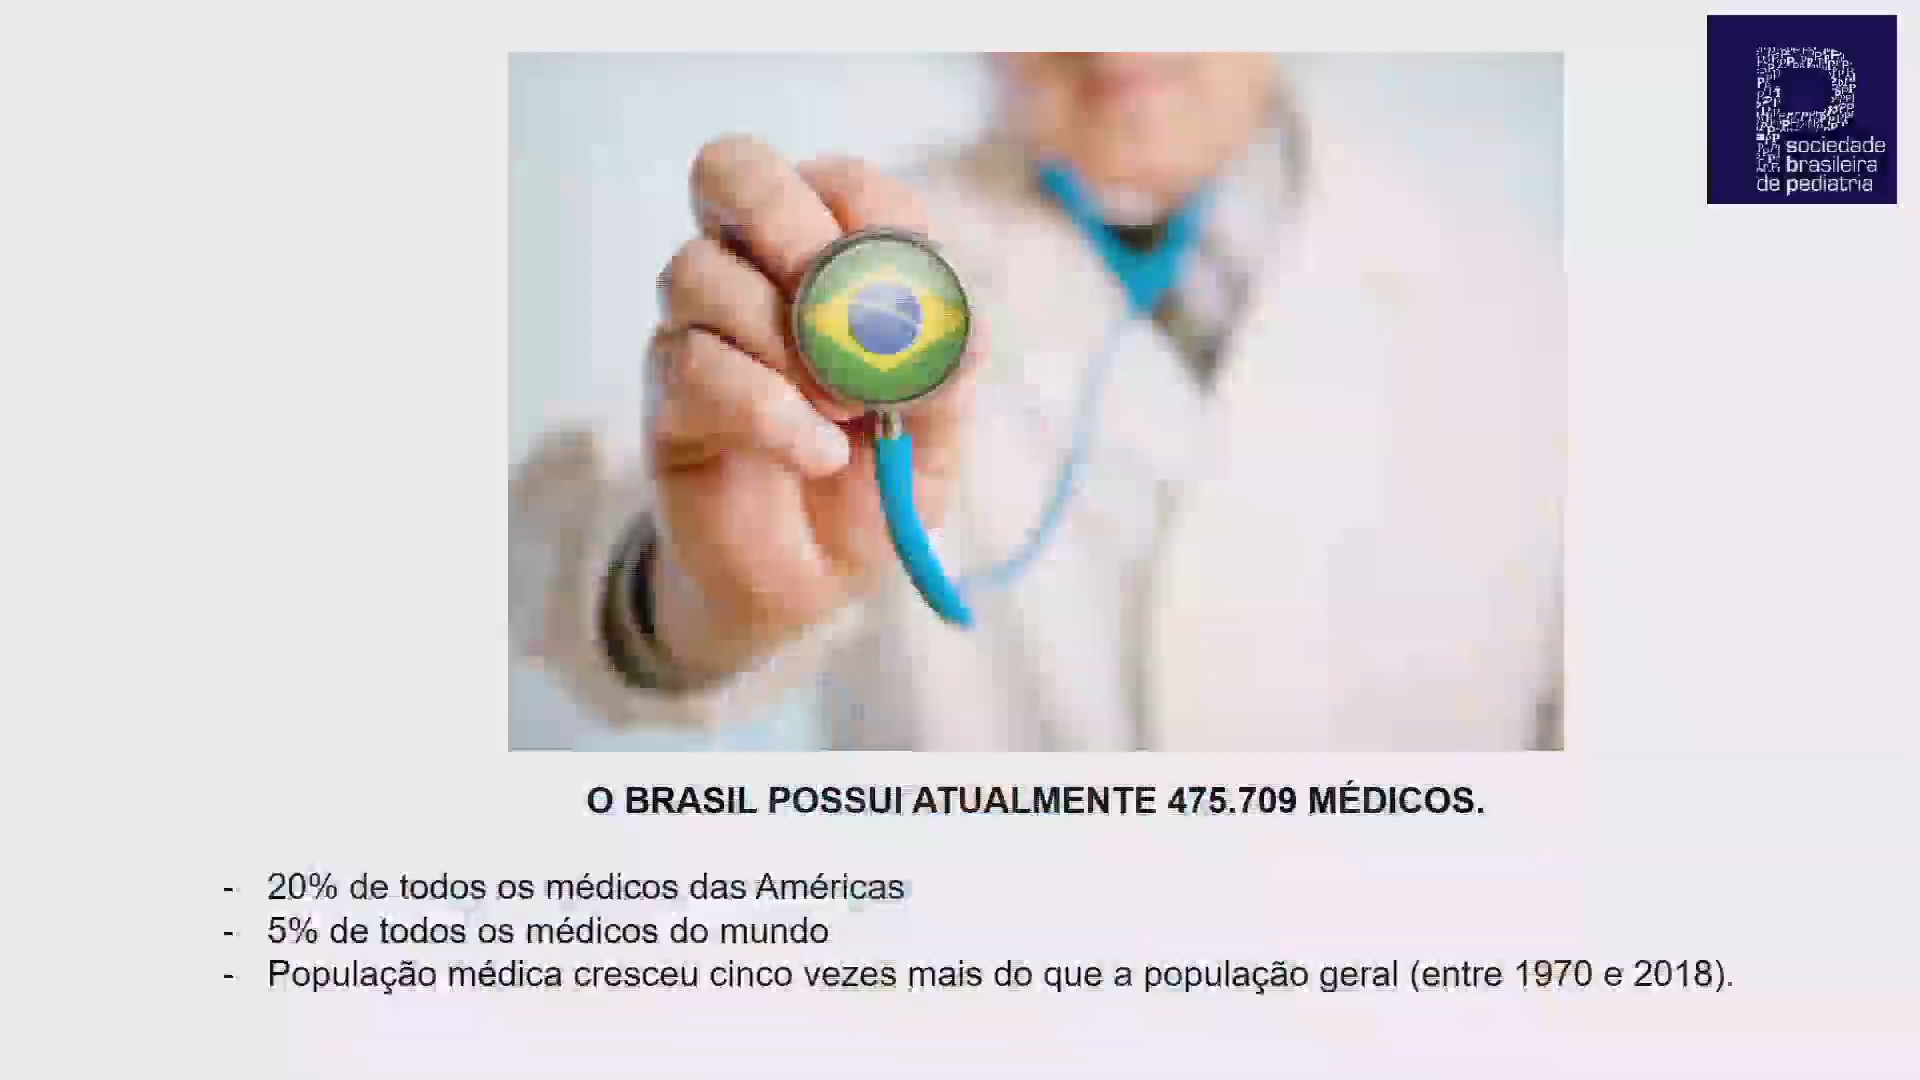 sociedade
brasileira
de pediatria
O BRASIL POSSUI ATUALMENTE 475.709 MÉDICOS.
- 20% de todos os médicos das Américas
- 5% de todos os médicos do mundo
- População médica cresceu cinco vezes mais do que a população geral (entre 1970 e 2018).